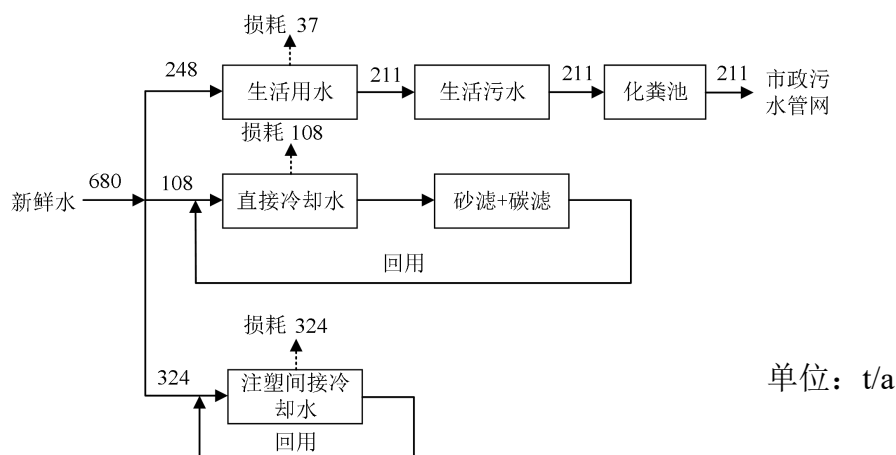 损耗 37
248
生活用水
211
生活污水
211
化粪池
211
市政污
水管网
损耗 108
新鲜水
680
108
直接冷却水
砂滤+碳滤
回用
损耗 324
324
注塑间接冷
却水
回用
单位：t/a